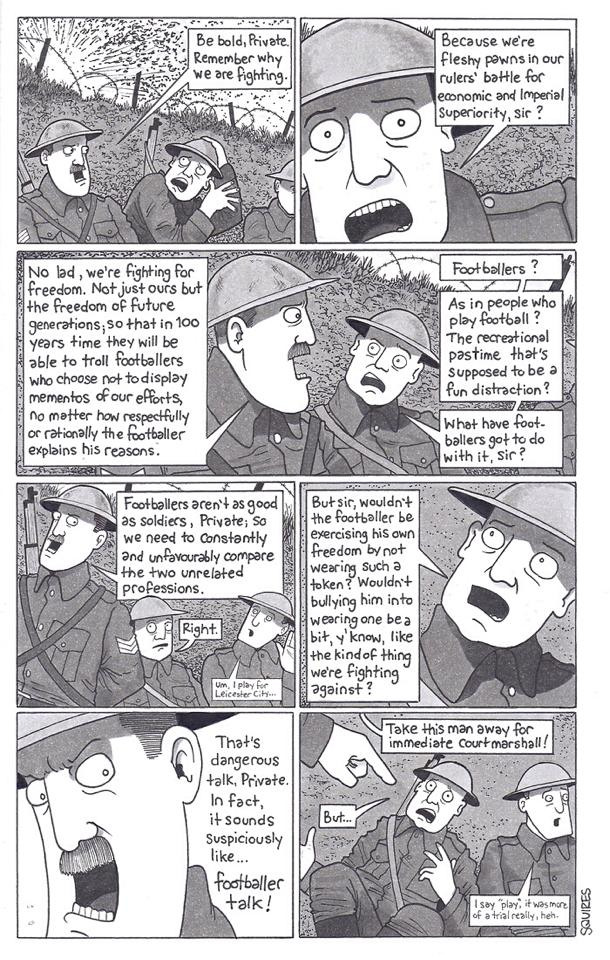 Be bold, Private.
Remember why
we are fighting.
Because we're
fleshy pawns in our
rulers' battle for
economic and Imperial
Superiority, sir?
No lad, we're fighting for
freedom. Not just ours but
the freedom of future
generations; so that in 100
years time they will be
able to troll footballers
who choose not to display
mementos of our efforts,
no matter how respectfully
or rationally the footballer
explains his reasons.
Footballers?
As in people who
play football?
The recreational
pastime that's
supposed to be a
fun distraction?
What have foot-
ballers got to do
with it, sir?
Footballers aren't as good
as soldiers, Private; so
we need to constantly
and unfavourably compare
the two unrelated
professions.
Right.
Um, I play for
Leicester City...
But sir, wouldn't
the footballer be
exercising his own
freedom by not
wearing such a
token? Wouldn't
bullying him into
wearing one be a
bit, y'know, like
the kind of thing
we're fighting
against?
That's
dangerous
talk, Private.
In fact,
it sounds
suspiciously
like...
footballer
talk!
Take this man away for
immediate courtmarshall!
But...
I say "play", it was more
of a trial really, heh.
SQUIRES